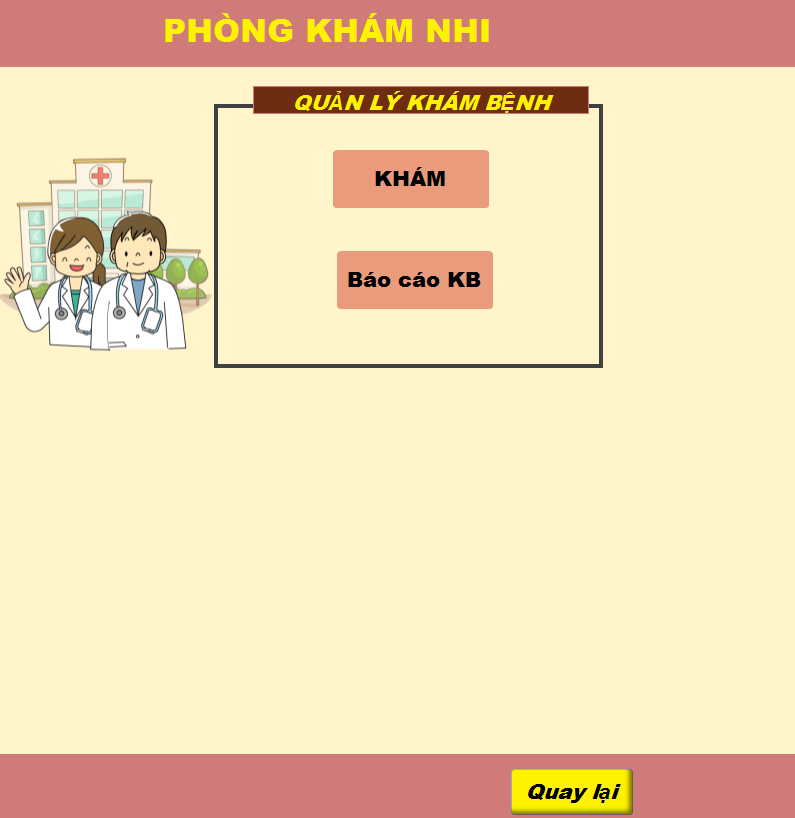 PHÒNG KHÁM NHI
QUẢN LÝ KHÁM BỆNH
KHÁM
Báo cáo KB
Quay lại